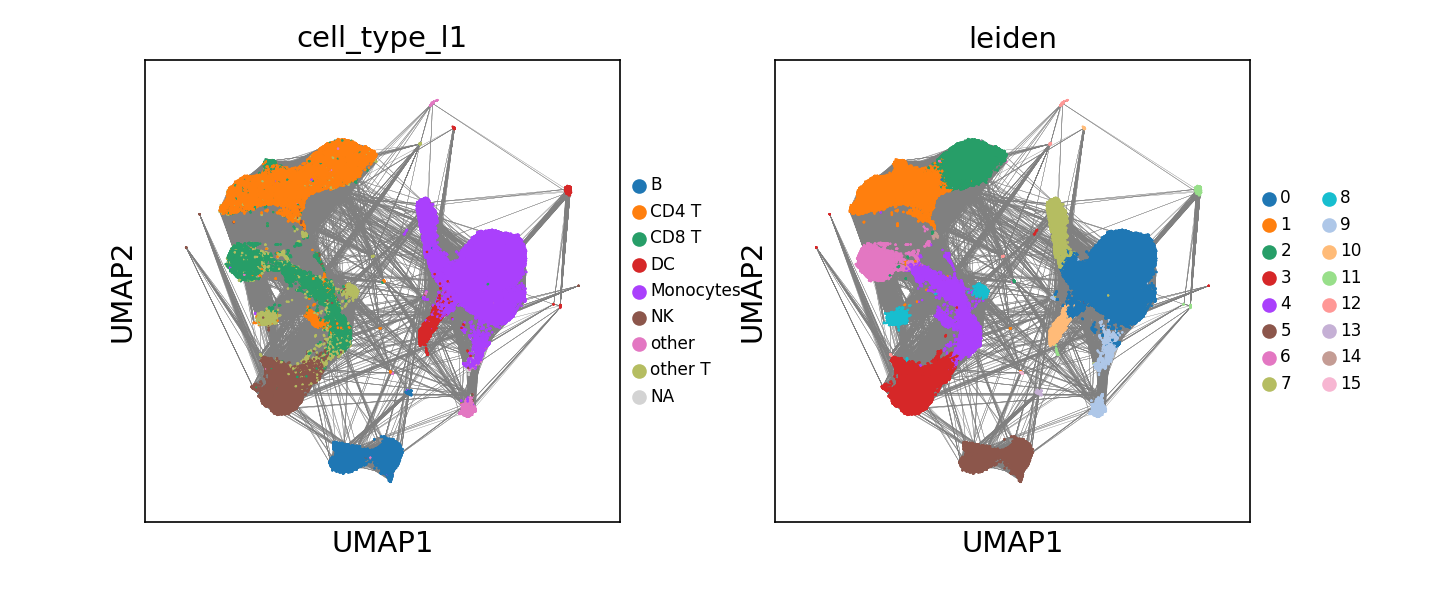 cell_type_l1
UMAP2
UMAP1
B
CD4 T
CD8 T
DC
Monocytes
NK
other
other T
NA
leiden
UMAP2
UMAP1
0
1
2
3
4
5
6
7
8
9
10
11
12
13
14
15